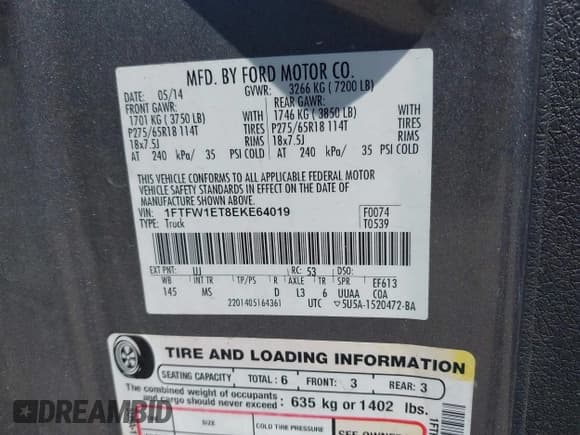 MFD. BY FORD MOTOR CO.
DATE: 05/14 GVWR: 3266 KG ( 7200 LB)
FRONT GAWR: REAR GAWR:
1701 KG ( 3750 LB) WITH 1746 KG ( 3850 LB) WITH
P275/65R18 114T TIRES P275/65R18 114T TIRES
18x7.5J RIMS 18x7.5J RIMS
AT 240 kPa/ 35 PSI COLD AT 240 kPa/ 35 PSI COLD
THIS VEHICLE CONFORMS TO ALL APPLICABLE FEDERAL MOTOR
VEHICLE SAFETY STANDARDS IN EFFECT ON THE DATE OF
MANUFACTURE SHOWN ABOVE.
VIN: 1FTFW1ET8EKE64019 F0074
TYPE: Truck T0539
EXT PNT: UJ RC: 53 DSO:
WB INT TR TP/PS R AXLE TR SPR EF613
145 MS D L3 6 UUAA COA
2201405164361 UTC ▽5U5A-1520472-BA
TIRE AND LOADING INFORMATION
SEATING CAPACITY TOTAL: 6 FRONT: 3 REAR: 3
The combined weight of occupants
and cargo should never exceed: 635 kg or 1402 lbs.
SIZE COLD TIRE PRESSURE SEE OWNER
DREAMBID